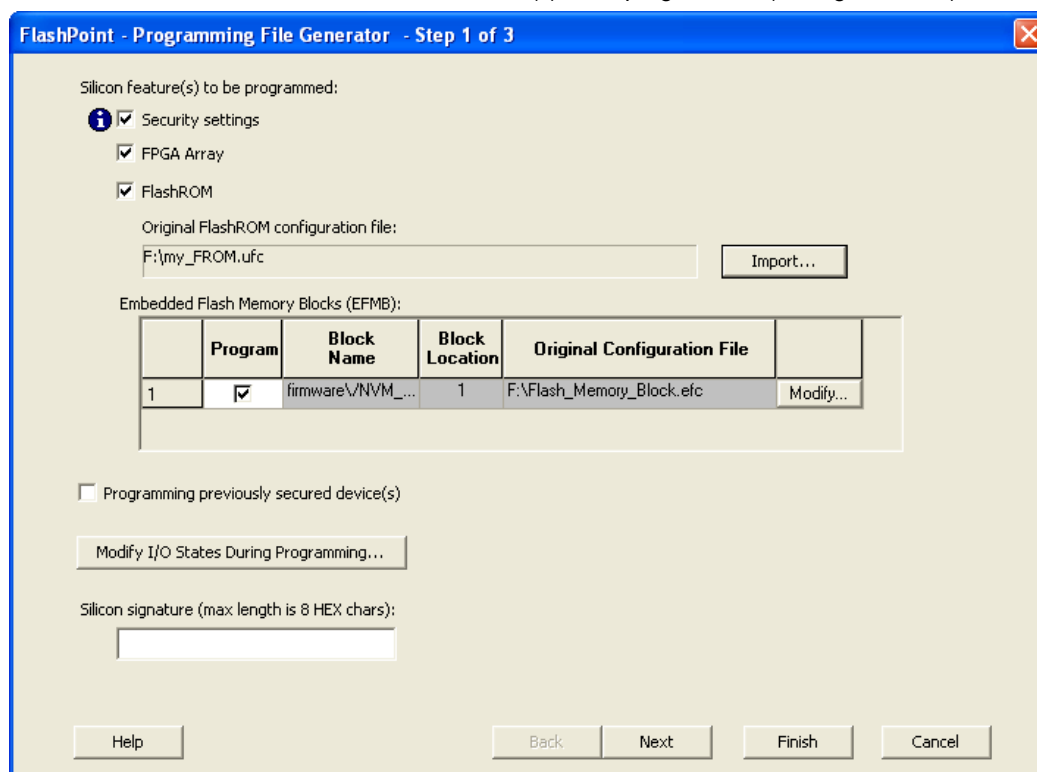 FlashPoint - Programming File Generator - Step 1 of 3
Silicon feature(s) to be programmed:
Security settings
FPGA Array
FlashROM
Original FlashROM configuration file:
F:\my_FROM.ufc
Import...
Embedded Flash Memory Blocks (EFMB):
Program Block Name Block Location Original Configuration File
1 firmware\/NVM_... 1 F:\Flash_Memory_Block.efc Modify...
Programming previously secured device(s)
Modify I/O States During Programming...
Silicon signature (max length is 8 HEX chars):
Help Back Next Finish Cancel